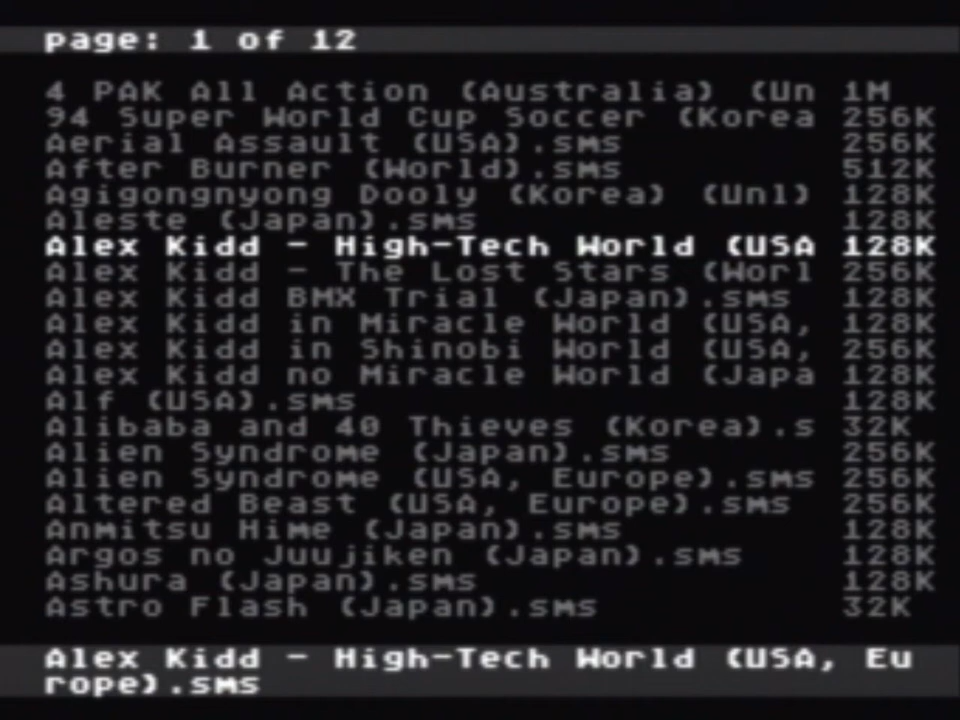 page: 1 of 12
4 PAK All Action (Australia) (Un 1M
94 Super World Cup Soccer (Korea 256K
Aerial Assault (USA).sms 256K
After Burner (World).sms 512K
Agigongnyong Dooly (Korea) (Unl) 128K
Aleste (Japan).sms 128K
Alex Kidd - High-Tech World (USA 128K
Alex Kidd - The Lost Stars (Worl 256K
Alex Kidd BMX Trial (Japan).sms 128K
Alex Kidd in Miracle World (USA, 128K
Alex Kidd in Shinobi World (USA, 256K
Alex Kidd no Miracle World (Japa 128K
Alf (USA).sms 128K
Alibaba and 40 Thieves (Korea).s 32K
Alien Syndrome (Japan).sms 256K
Alien Syndrome (USA, Europe).sms 256K
Altered Beast (USA, Europe).sms 256K
Anmitsu Hime (Japan).sms 128K
Argos no Juujiken (Japan).sms 128K
Ashura (Japan).sms 128K
Astro Flash (Japan).sms 32K
Alex Kidd - High-Tech World (USA, Eu
rope).sms